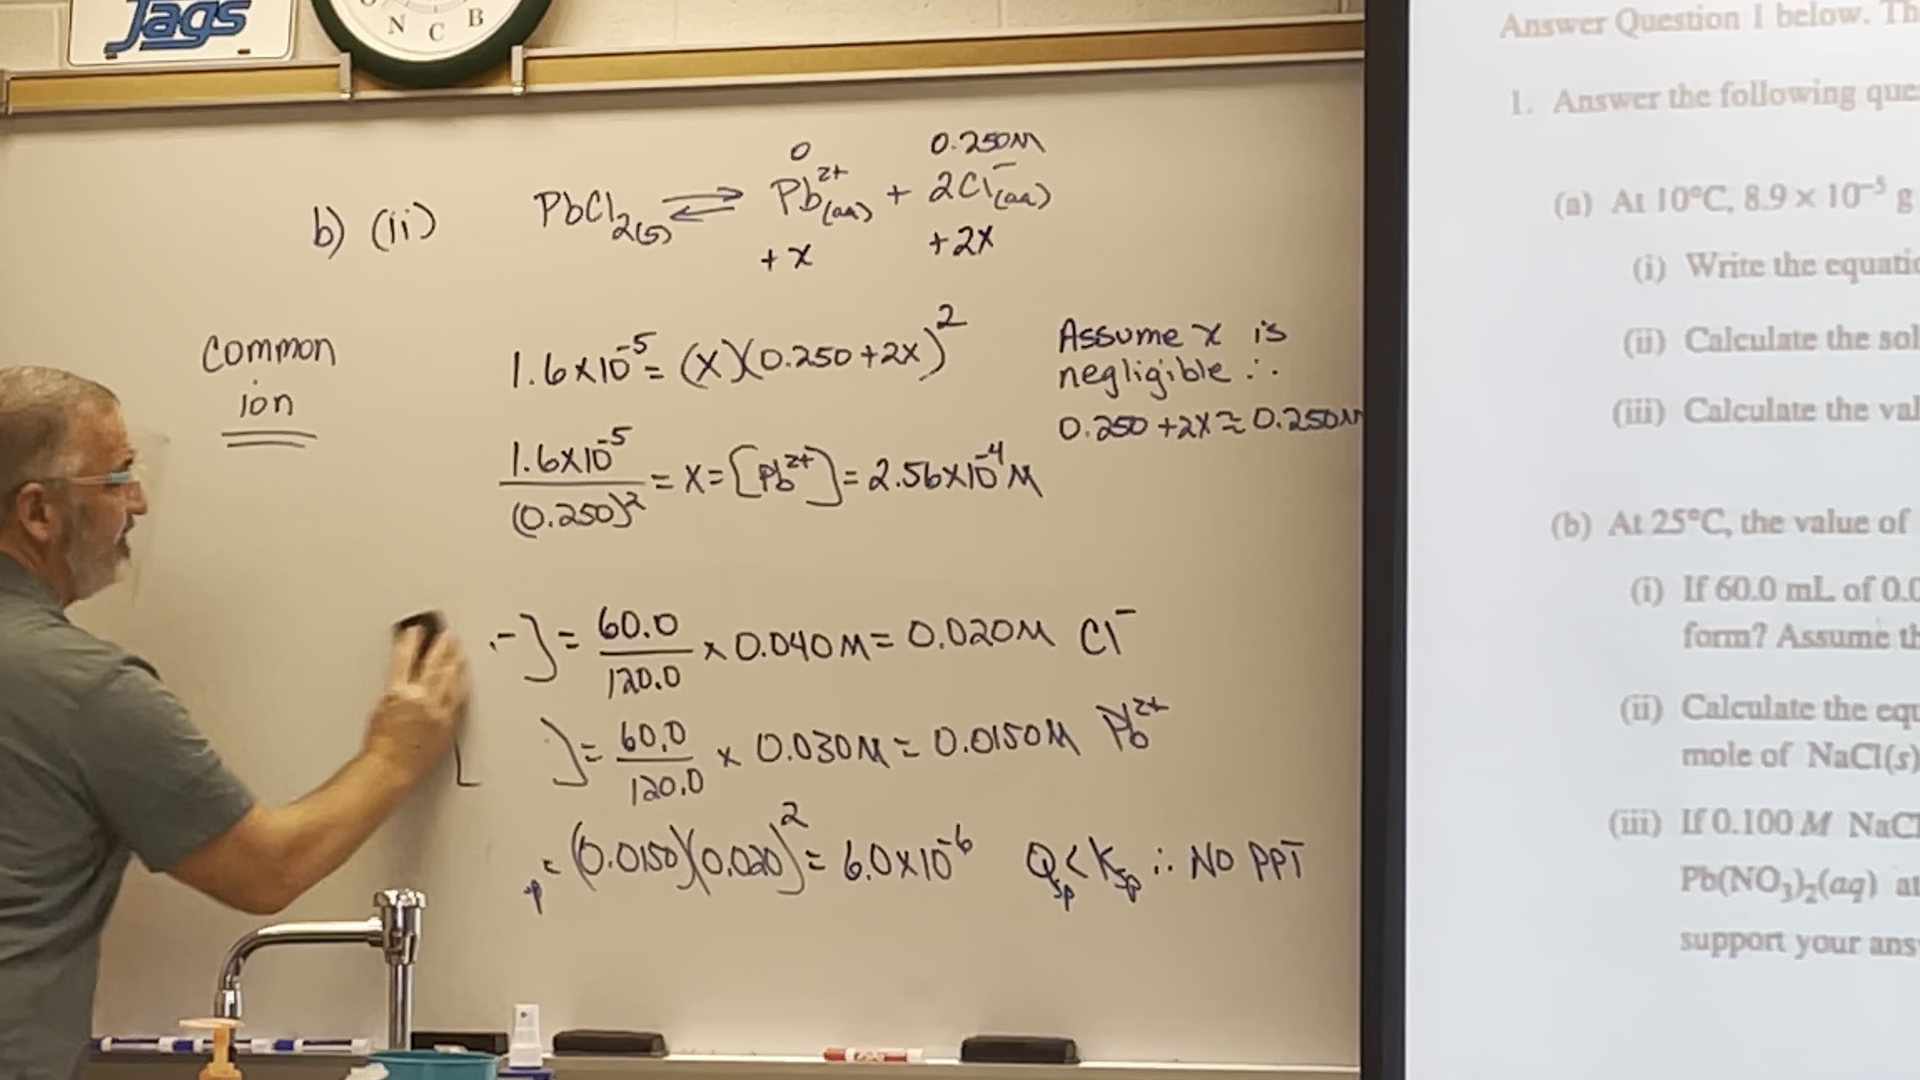 Jags
N C B
0 0.250M
b) (ii) PbCl₂(s) ⇌ Pb²⁺(aq) + 2Cl⁻(aq)
+x +2x
Common
ion
1.6×10⁻⁵ = (x)(0.250+2x)²
Assume x is
negligible ∴
0.250+2x≈0.250M
1.6×10⁻⁵/(0.250)² = x = [Pb²⁺] = 2.56×10⁻⁴M
⁻] = 60.0/120.0 × 0.040M = 0.020M Cl⁻
[ ] = 60.0/120.0 × 0.030M = 0.0150M Pb²⁺
sp = (0.0150)(0.020)² = 6.0×10⁻⁶ Qsp < Ksp ∴ NO PPT
Answer Question 1 below. Th
1. Answer the following que
(a) At 10°C, 8.9 × 10⁻⁵ g
(i) Write the equatio
(ii) Calculate the sol
(iii) Calculate the val
(b) At 25°C, the value of
(i) If 60.0 mL of 0.0
form? Assume th
(ii) Calculate the equ
mole of NaCl(s)
(iii) If 0.100 M NaCl
Pb(NO₃)₂(aq) at
support your ans